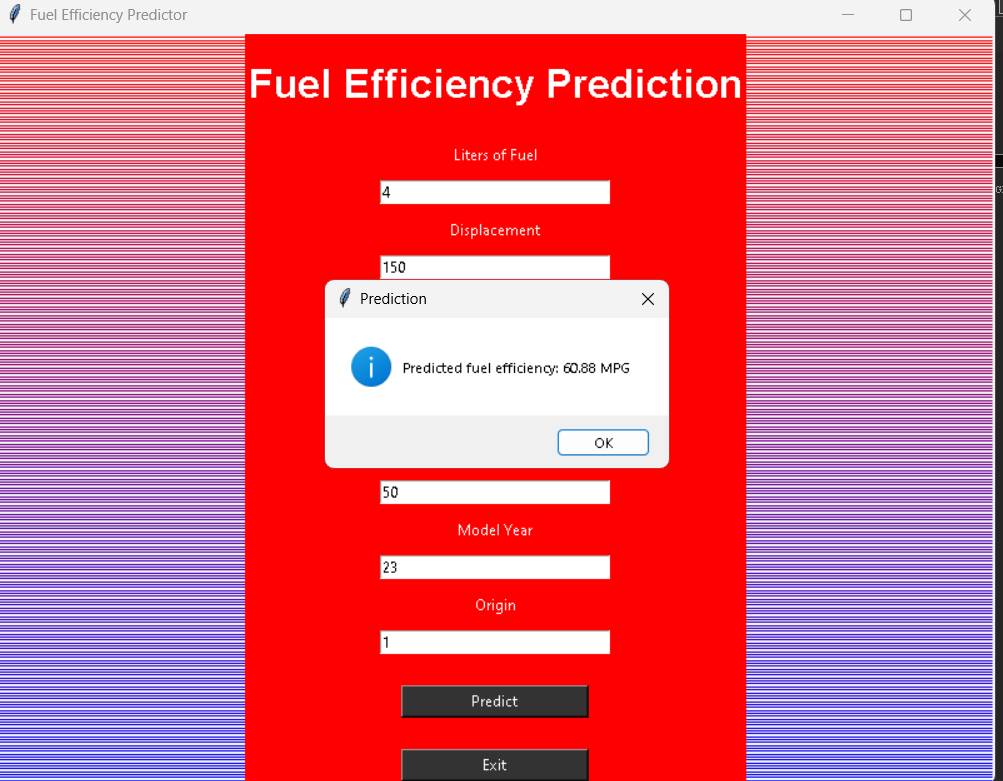 Fuel Efficiency Predictor
Fuel Efficiency Prediction
Liters of Fuel
4
Displacement
150
Prediction
Predicted fuel efficiency: 60.88 MPG
OK
50
Model Year
23
Origin
1
Predict
Exit